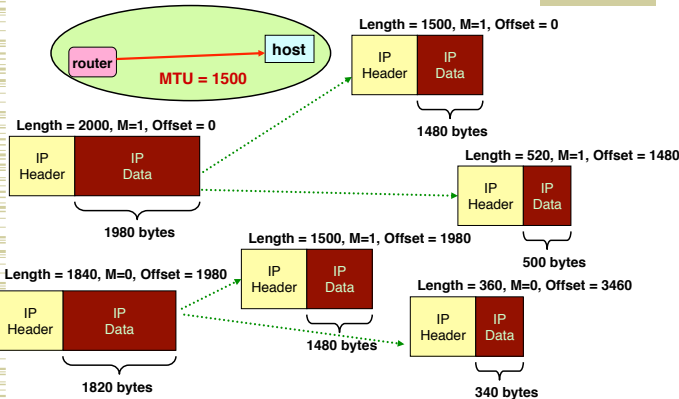 Length = 1500, M=1, Offset = 0
router
host
MTU = 1500
IP
Header
IP
Data
1480 bytes
Length = 2000, M=1, Offset = 0
IP
Header
IP
Data
1980 bytes
Length = 520, M=1, Offset = 1480
IP
Header
IP
Data
500 bytes
Length = 1500, M=1, Offset = 1980
IP
Header
IP
Data
1480 bytes
Length = 1840, M=0, Offset = 1980
IP
Header
IP
Data
1820 bytes
Length = 360, M=0, Offset = 3460
IP
Header
IP
Data
340 bytes